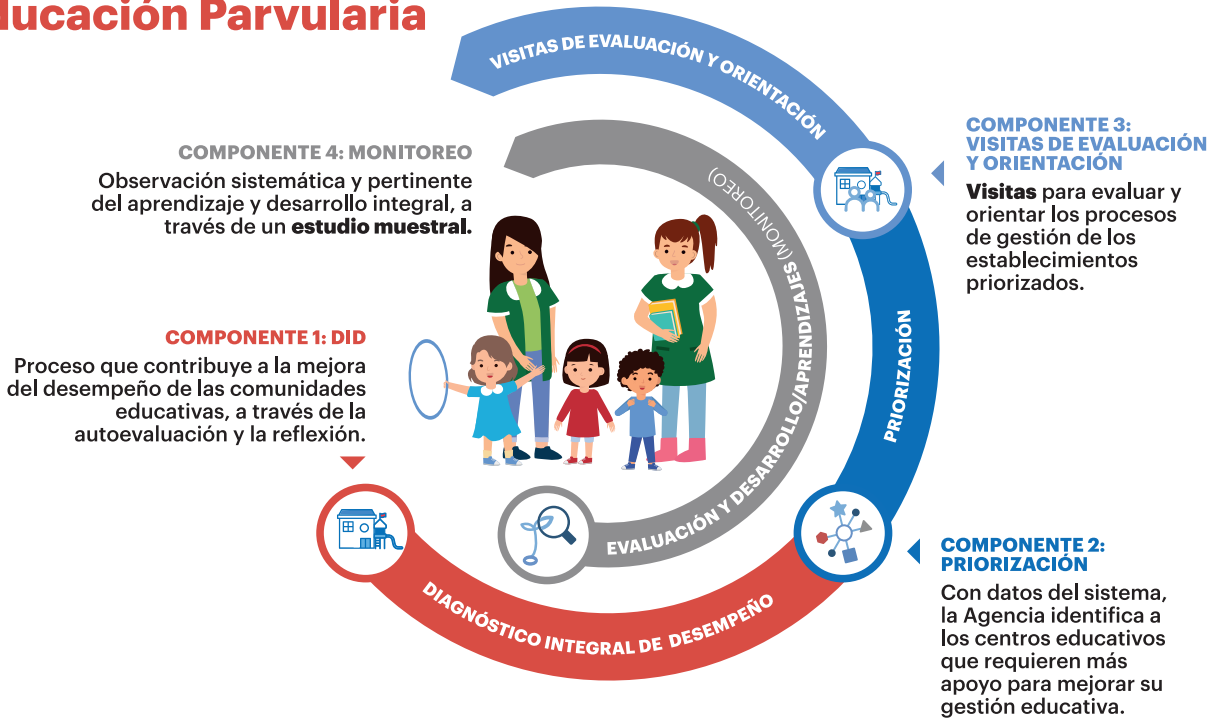 ducación Parvularia
VISITAS DE EVALUACIÓN Y ORIENTACIÓN
COMPONENTE 4: MONITOREO
Observación sistemática y pertinente
del aprendizaje y desarrollo integral, a
través de un estudio muestral.
COMPONENTE 3:
VISITAS DE EVALUACIÓN
Y ORIENTACIÓN
Visitas para evaluar y
orientar los procesos
de gestión de los
establecimientos
priorizados.
COMPONENTE 1: DID
Proceso que contribuye a la mejora
del desempeño de las comunidades
educativas, a través de la
autoevaluación y la reflexión.
PRIORIZACIÓN
EVALUACIÓN Y DESARROLLO/APRENDIZAJES (MONITOREO)
DIAGNÓSTICO INTEGRAL DE DESEMPEÑO
COMPONENTE 2:
PRIORIZACIÓN
Con datos del sistema,
la Agencia identifica a
los centros educativos
que requieren más
apoyo para mejorar su
gestión educativa.